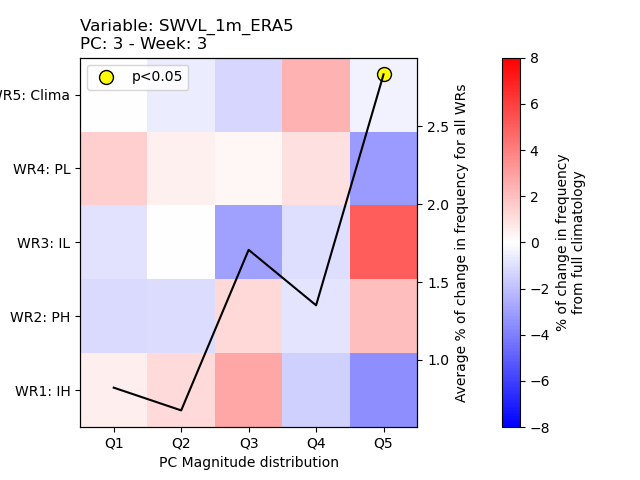 Variable: SWVL_1m_ERA5
PC: 3 - Week: 3
p<0.05
WR5: Clima
WR4: PL
WR3: IL
WR2: PH
WR1: IH
Q1 Q2 Q3 Q4 Q5
PC Magnitude distribution
2.5
2.0
1.5
1.0
Average % of change in frequency for all WRs
8
6
4
2
0
−2
−4
−6
−8
% of change in frequency
from full climatology